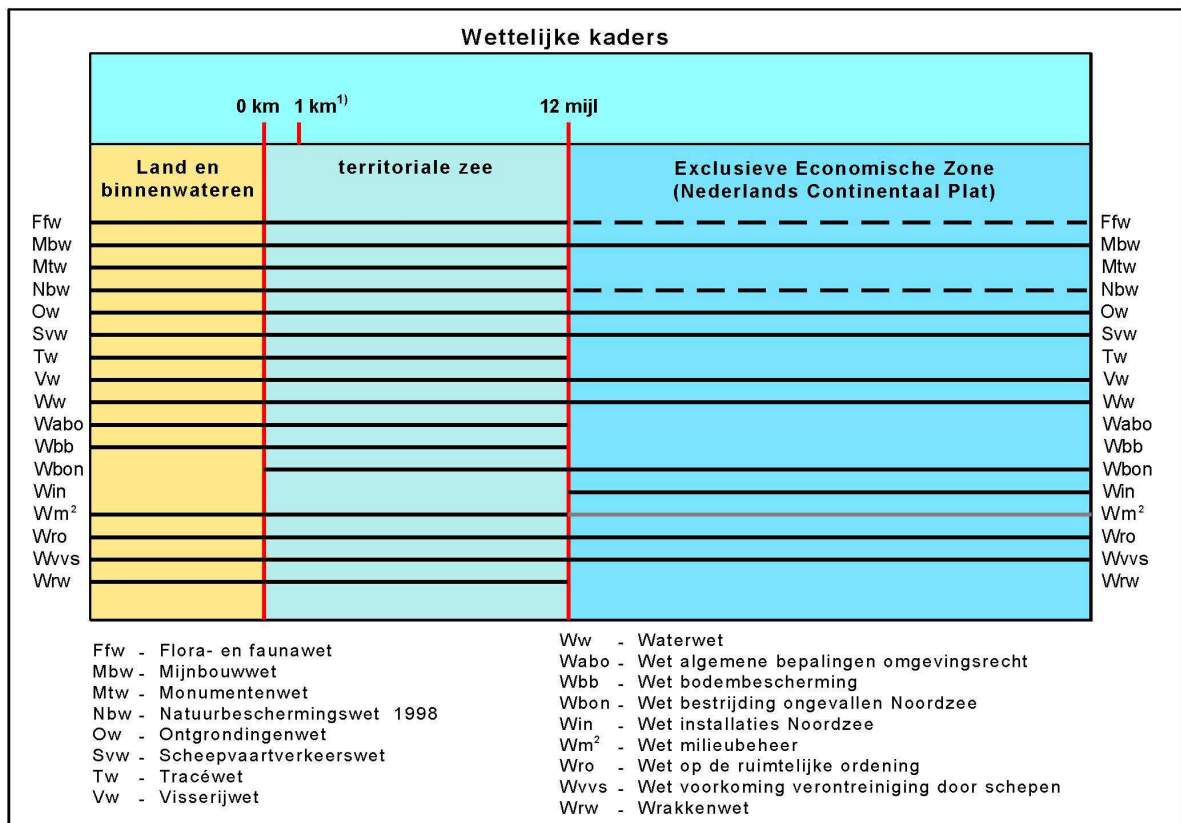 Wettelijke kaders
0 km 1 km¹⁾ 12 mijl
Land en
binnenwateren
territoriale zee
Exclusieve Economische Zone
(Nederlands Continentaal Plat)
Ffw Ffw
Mbw Mbw
Mtw Mtw
Nbw Nbw
Ow Ow
Svw Svw
Tw Tw
Vw Vw
Ww Ww
Wabo Wabo
Wbb Wbb
Wbon Wbon
Win Win
Wm² Wm²
Wro Wro
Wvvs Wvvs
Wrw Wrw
Ffw - Flora- en faunawet
Mbw - Mijnbouwwet
Mtw - Monumentenwet
Nbw - Natuurbeschermingswet 1998
Ow - Ontgrondingenwet
Svw - Scheepvaartverkeerswet
Tw - Tracéwet
Vw - Visserijwet
Ww - Waterwet
Wabo - Wet algemene bepalingen omgevingsrecht
Wbb - Wet bodembescherming
Wbon - Wet bestrijding ongevallen Noordzee
Win - Wet installaties Noordzee
Wm² - Wet milieubeheer
Wro - Wet op de ruimtelijke ordening
Wvvs - Wet voorkoming verontreiniging door schepen
Wrw - Wrakkenwet